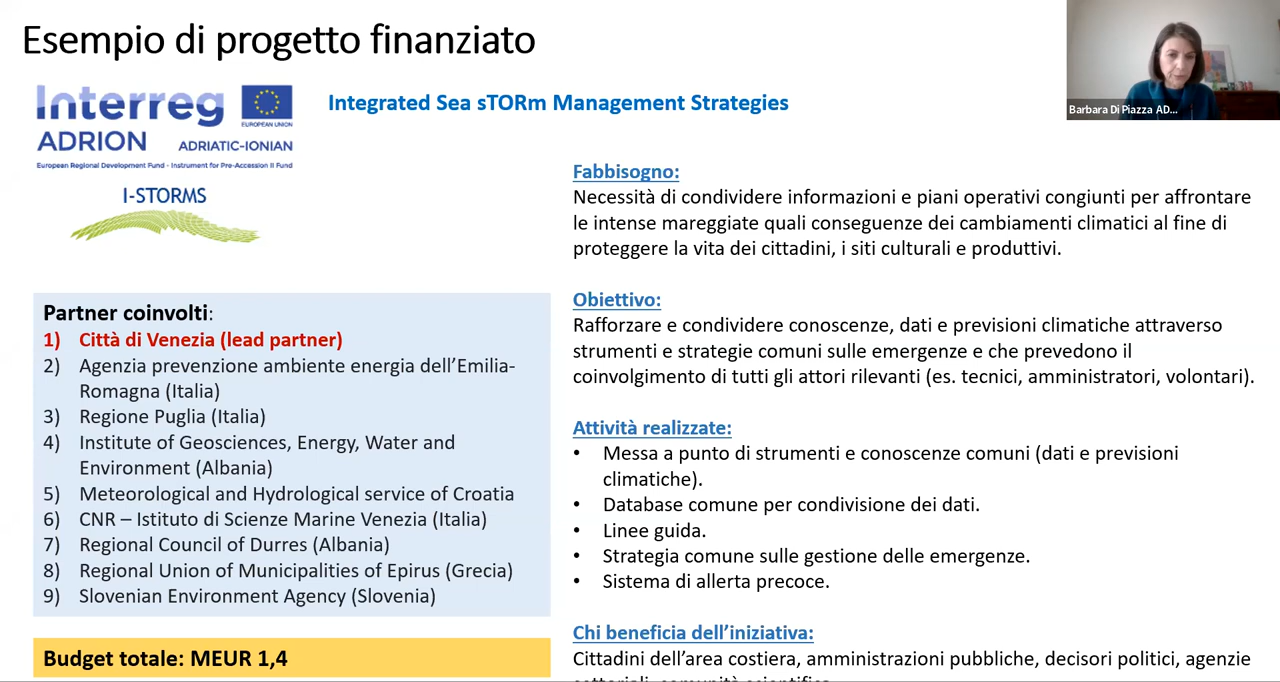 Esempio di progetto finanziato
Barbara Di Piazza AD...
Interreg
EUROPEAN UNION
ADRION ADRIATIC-IONIAN
European Regional Development Fund - Instrument for Pre-Accession II Fund
I-STORMS
Integrated Sea sTORm Management Strategies
Partner coinvolti:
1) Città di Venezia (lead partner)
2) Agenzia prevenzione ambiente energia dell’Emilia-
Romagna (Italia)
3) Regione Puglia (Italia)
4) Institute of Geosciences, Energy, Water and
Environment (Albania)
5) Meteorological and Hydrological service of Croatia
6) CNR – Istituto di Scienze Marine Venezia (Italia)
7) Regional Council of Durres (Albania)
8) Regional Union of Municipalities of Epirus (Grecia)
9) Slovenian Environment Agency (Slovenia)
Budget totale: MEUR 1,4
Fabbisogno:
Necessità di condividere informazioni e piani operativi congiunti per affrontare
le intense mareggiate quali conseguenze dei cambiamenti climatici al fine di
proteggere la vita dei cittadini, i siti culturali e produttivi.
Obiettivo:
Rafforzare e condividere conoscenze, dati e previsioni climatiche attraverso
strumenti e strategie comuni sulle emergenze e che prevedono il
coinvolgimento di tutti gli attori rilevanti (es. tecnici, amministratori, volontari).
Attività realizzate:
• Messa a punto di strumenti e conoscenze comuni (dati e previsioni
climatiche).
• Database comune per condivisione dei dati.
• Linee guida.
• Strategia comune sulla gestione delle emergenze.
• Sistema di allerta precoce.
Chi beneficia dell’iniziativa:
Cittadini dell’area costiera, amministrazioni pubbliche, decisori politici, agenzie